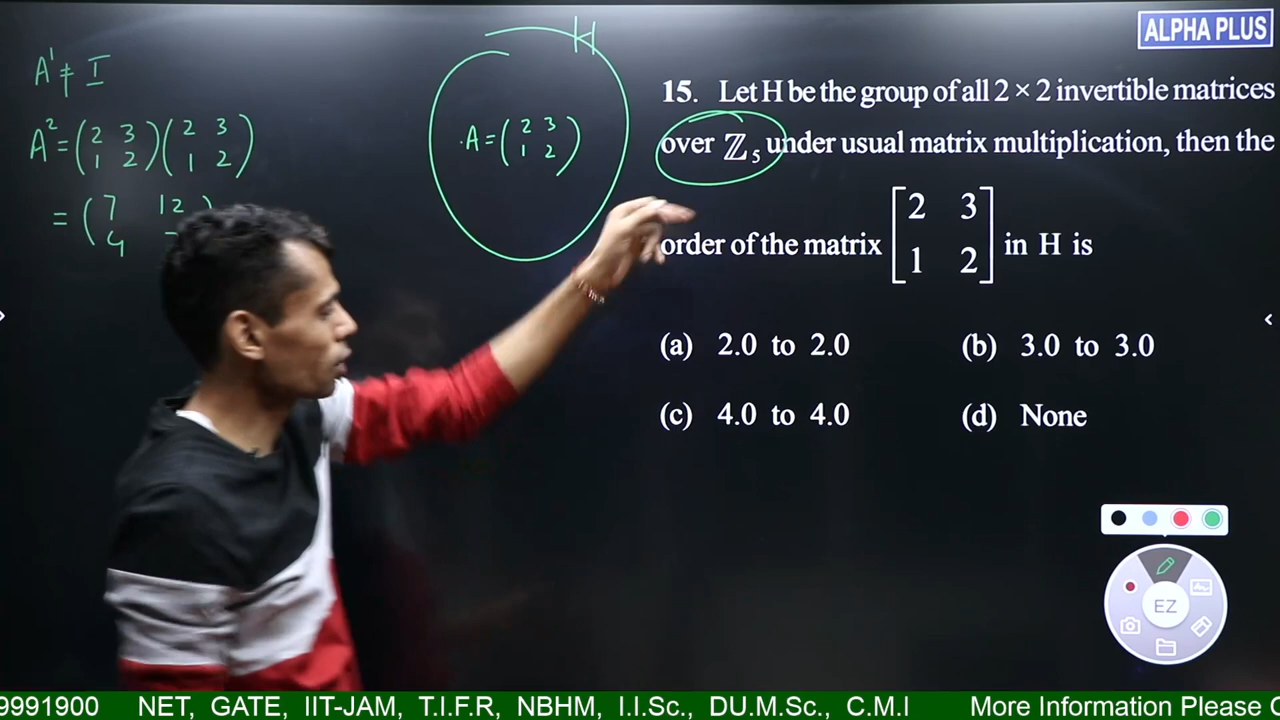 ALPHA PLUS
A¹ ≠ I
A² = (2 3 1 2) (2 3 1 2)
= (7 12 4
H
A = (2 3 1 2)
15. Let H be the group of all 2 × 2 invertible matrices
over ℤ₅ under usual matrix multiplication, then the
order of the matrix [2 3 1 2] in H is
(a) 2.0 to 2.0 (b) 3.0 to 3.0
(c) 4.0 to 4.0 (d) None
EZ
9991900 NET, GATE, IIT-JAM, T.I.F.R, NBHM, I.I.Sc., DU.M.Sc., C.M.I More Information Please C